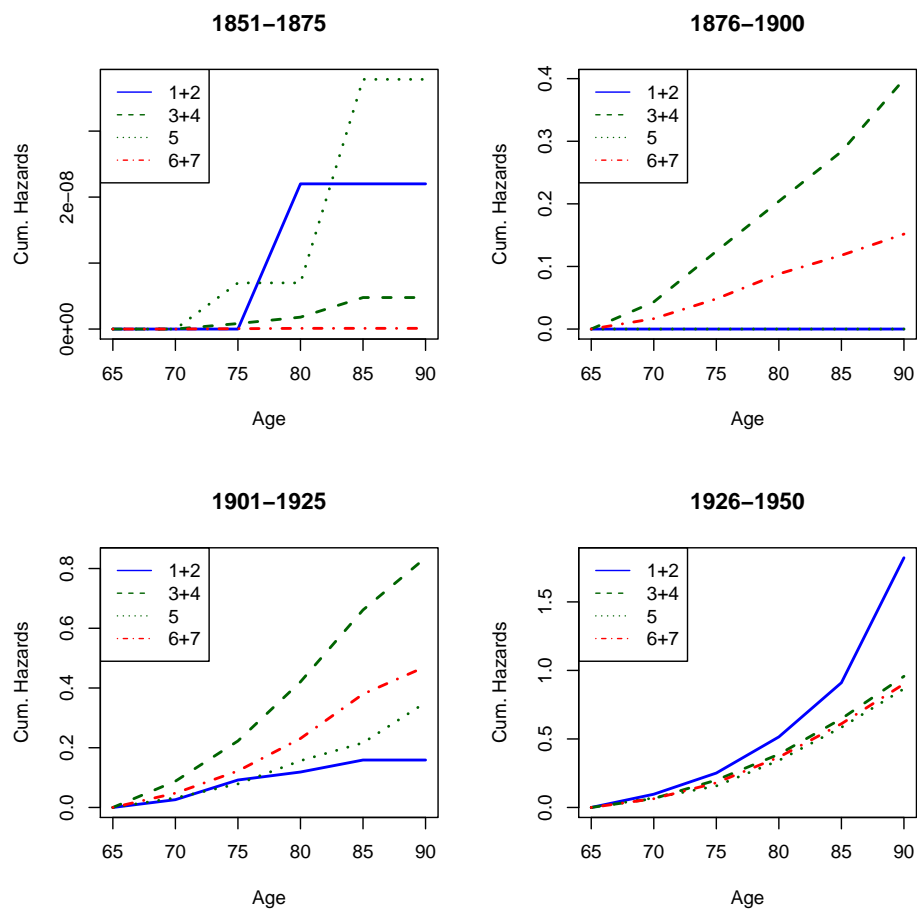 1851−1875
1+2
3+4
5
6+7
Cum. Hazards
0e+00
2e−08
65 70 75 80 85 90
Age
1876−1900
1+2
3+4
5
6+7
Cum. Hazards
0.0 0.1 0.2 0.3 0.4
65 70 75 80 85 90
Age
1901−1925
1+2
3+4
5
6+7
Cum. Hazards
0.0 0.2 0.4 0.6 0.8
65 70 75 80 85 90
Age
1926−1950
1+2
3+4
5
6+7
Cum. Hazards
0.0 0.5 1.0 1.5
65 70 75 80 85 90
Age